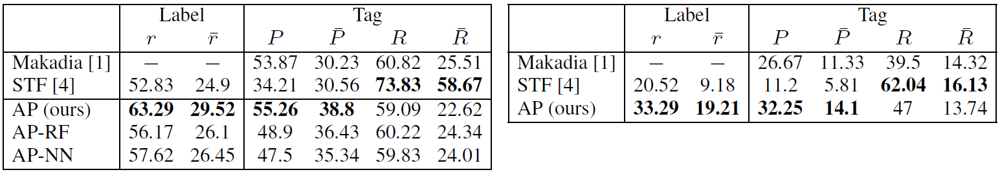 Label Tag
r r̄ P P̄ R R̄
Makadia [1] – – 53.87 30.23 60.82 25.51
STF [4] 52.83 24.9 34.21 30.56 73.83 58.67
AP (ours) 63.29 29.52 55.26 38.8 59.09 22.62
AP-RF 56.17 26.1 48.9 36.43 60.22 24.34
AP-NN 57.62 26.45 47.5 35.34 59.83 24.01
Label Tag
r r̄ P P̄ R R̄
Makadia [1] – – 26.67 11.33 39.5 14.32
STF [4] 20.52 9.18 11.2 5.81 62.04 16.13
AP (ours) 33.29 19.21 32.25 14.1 47 13.74